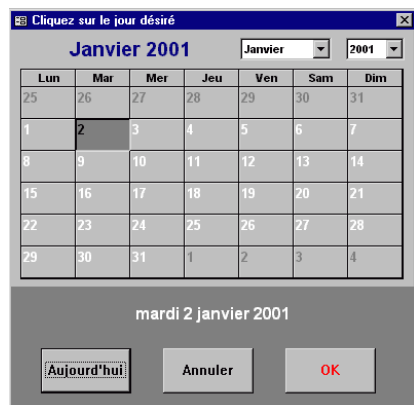 Cliquez sur le jour désiré
Janvier 2001 Janvier 2001
Lun Mar Mer Jeu Ven Sam Dim
25 26 27 28 29 30 31
1 2 3 4 5 6 7
8 9 10 11 12 13 14
15 16 17 18 19 20 21
22 23 24 25 26 27 28
29 30 31 1 2 3 4
mardi 2 janvier 2001
Aujourd'hui Annuler OK